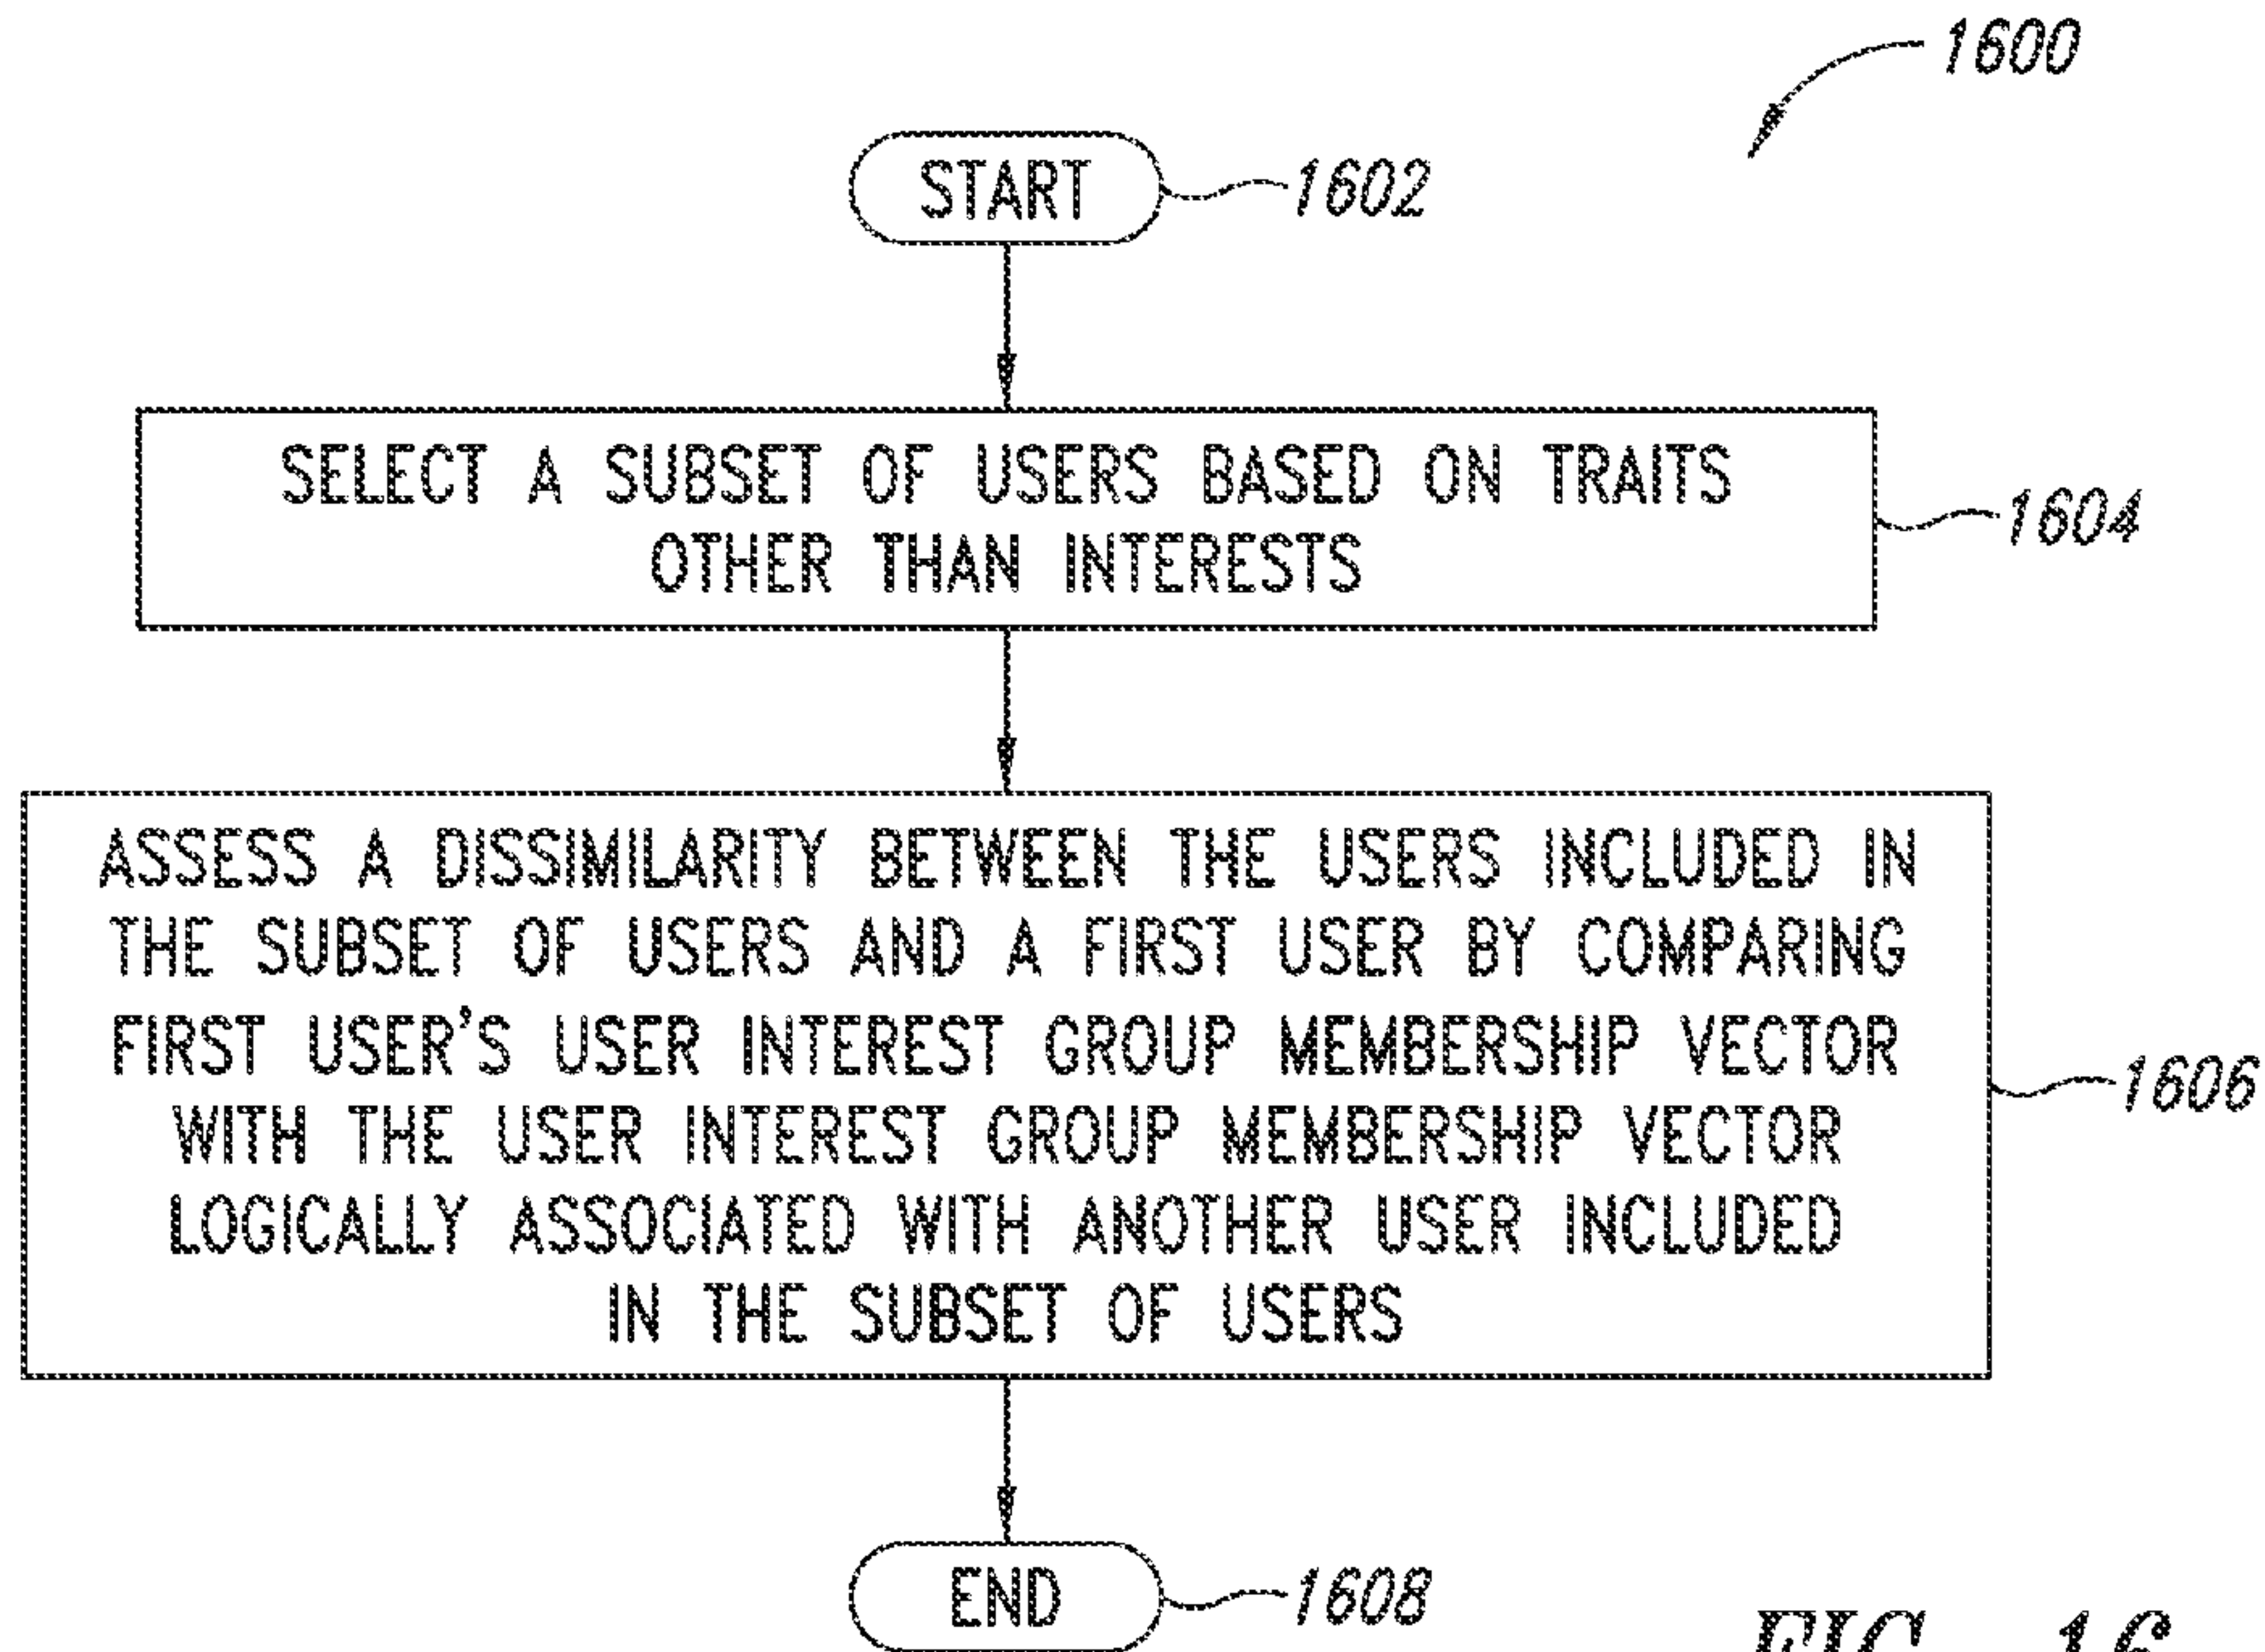 1600
START
1602
SELECT A SUBSET OF USERS BASED ON TRAITS
OTHER THAN INTERESTS
1604
ASSESS A DISSIMILARITY BETWEEN THE USERS INCLUDED IN
THE SUBSET OF USERS AND A FIRST USER BY COMPARING
FIRST USER'S USER INTEREST GROUP MEMBERSHIP VECTOR
WITH THE USER INTEREST GROUP MEMBERSHIP VECTOR
LOGICALLY ASSOCIATED WITH ANOTHER USER INCLUDED
IN THE SUBSET OF USERS
1606
END
1608
FIG. 16